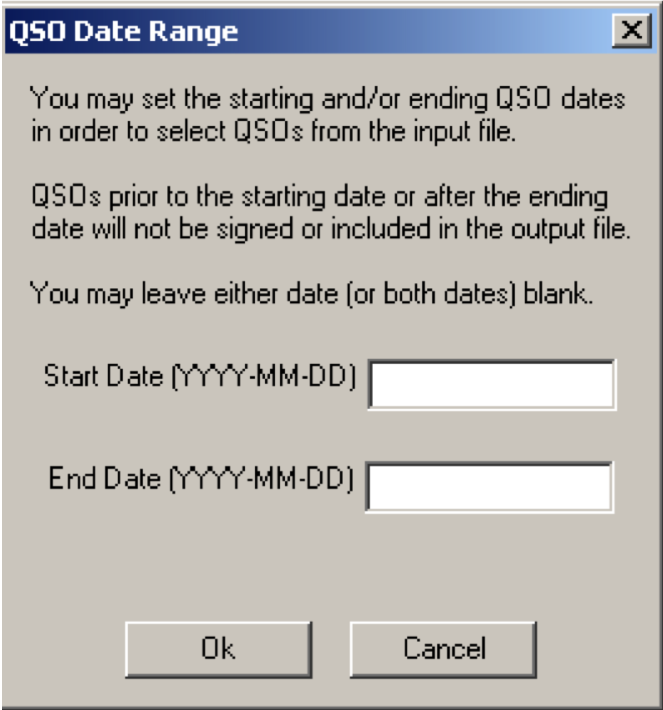 QSO Date Range
You may set the starting and/or ending QSO dates
in order to select QSOs from the input file.
QSOs prior to the starting date or after the ending
date will not be signed or included in the output file.
You may leave either date (or both dates) blank.
Start Date (YYYY-MM-DD)
End Date (YYYY-MM-DD)
Ok Cancel